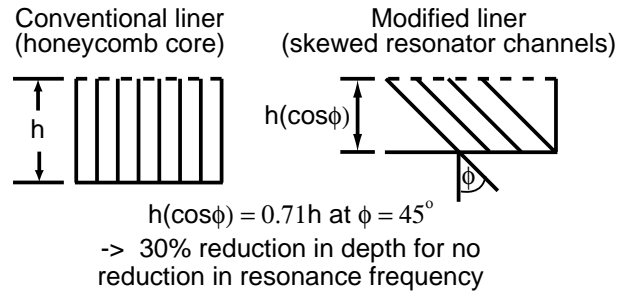 Conventional liner
(honeycomb core)
Modified liner
(skewed resonator channels)
h
h(cosϕ)
ϕ
h(cosϕ) = 0.71h at ϕ = 45°
-> 30% reduction in depth for no
reduction in resonance frequency